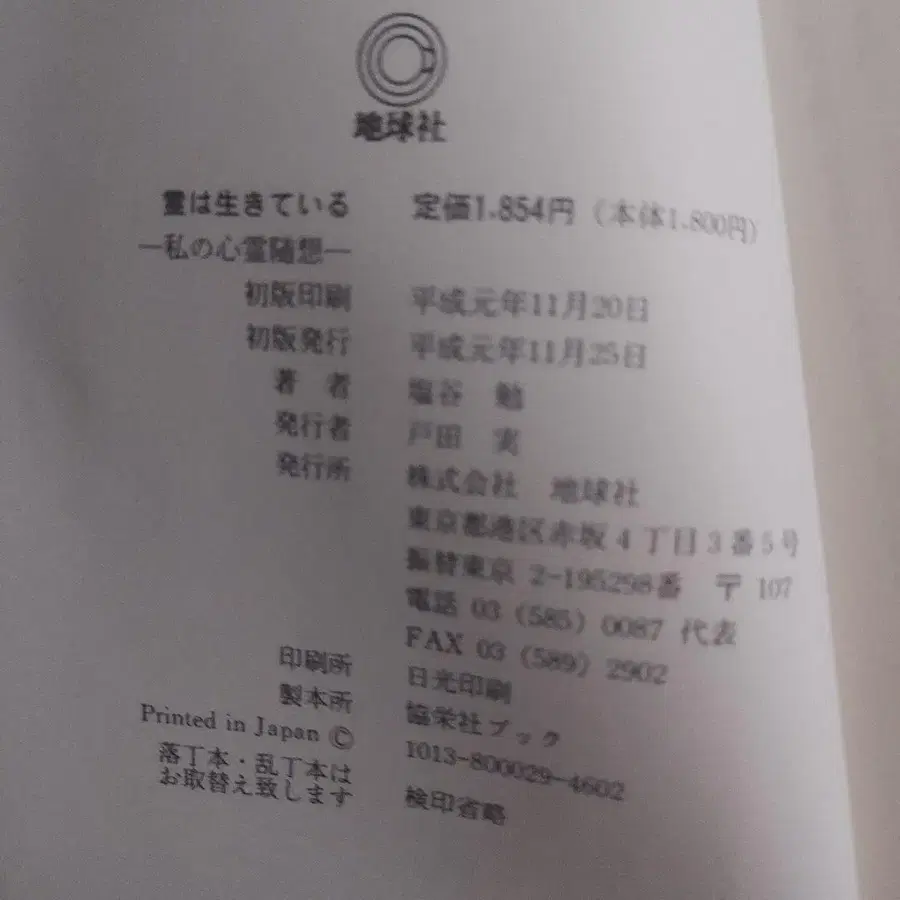 地球社
霊は生きている 定価1,854円（本体1,800円）
―私の心霊随想―
初版印刷 平成元年11月20日
初版発行 平成元年11月25日
著 者 塩谷 勉
発行者 戸田 実
発行所 株式会社 地球社
東京都港区赤坂4丁目3番5号
振替東京 2-195298番 〒 107
電話 03 (585) 0087 代表
FAX 03 (589) 2902
印刷所 日光印刷
製本所 協栄社ブック
Printed in Japan © 1013-800029-4602
落丁本・乱丁本は
お取替え致します 検印省略